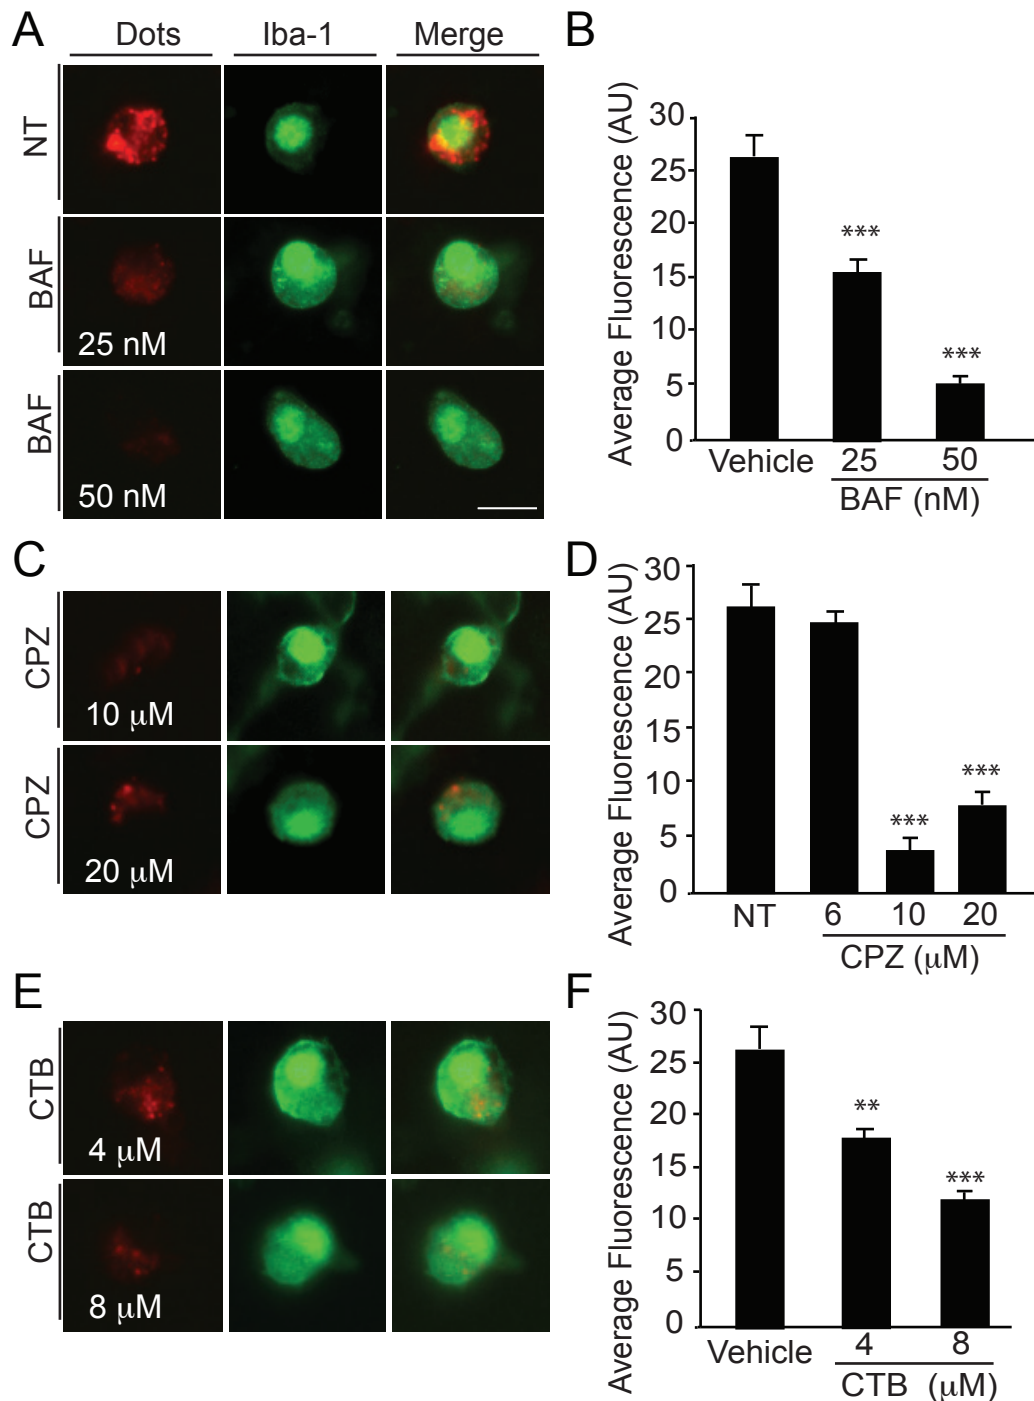 A
Dots
Iba-1
Merge
NT
BAF
25 nM
BAF
50 nM
B
Average Fluorescence (AU)
30
25
20
15
10
5
0
***
***
Vehicle
25
50
BAF (nM)
C
CPZ
10 μM
CPZ
20 μM
D
Average Fluorescence (AU)
30
25
20
15
10
5
0
***
***
NT
6
10
20
CPZ (μM)
E
CTB
4 μM
CTB
8 μM
F
Average Fluorescence (AU)
30
25
20
15
10
5
0
**
***
Vehicle
4
8
CTB (μM)